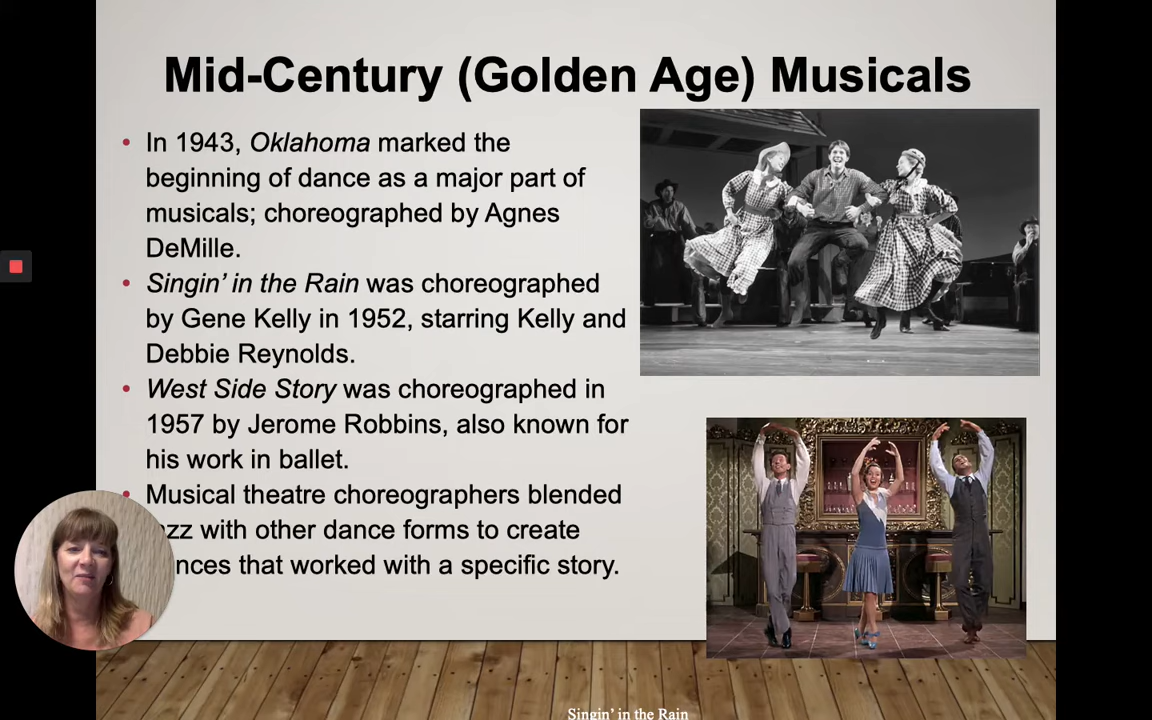 Mid-Century (Golden Age) Musicals
• In 1943, Oklahoma marked the
beginning of dance as a major part of
musicals; choreographed by Agnes
DeMille.
• Singin’ in the Rain was choreographed
by Gene Kelly in 1952, starring Kelly and
Debbie Reynolds.
• West Side Story was choreographed in
1957 by Jerome Robbins, also known for
his work in ballet.
• Musical theatre choreographers blended
with other dance forms to create
that worked with a specific story.
Singin’ in the Rain